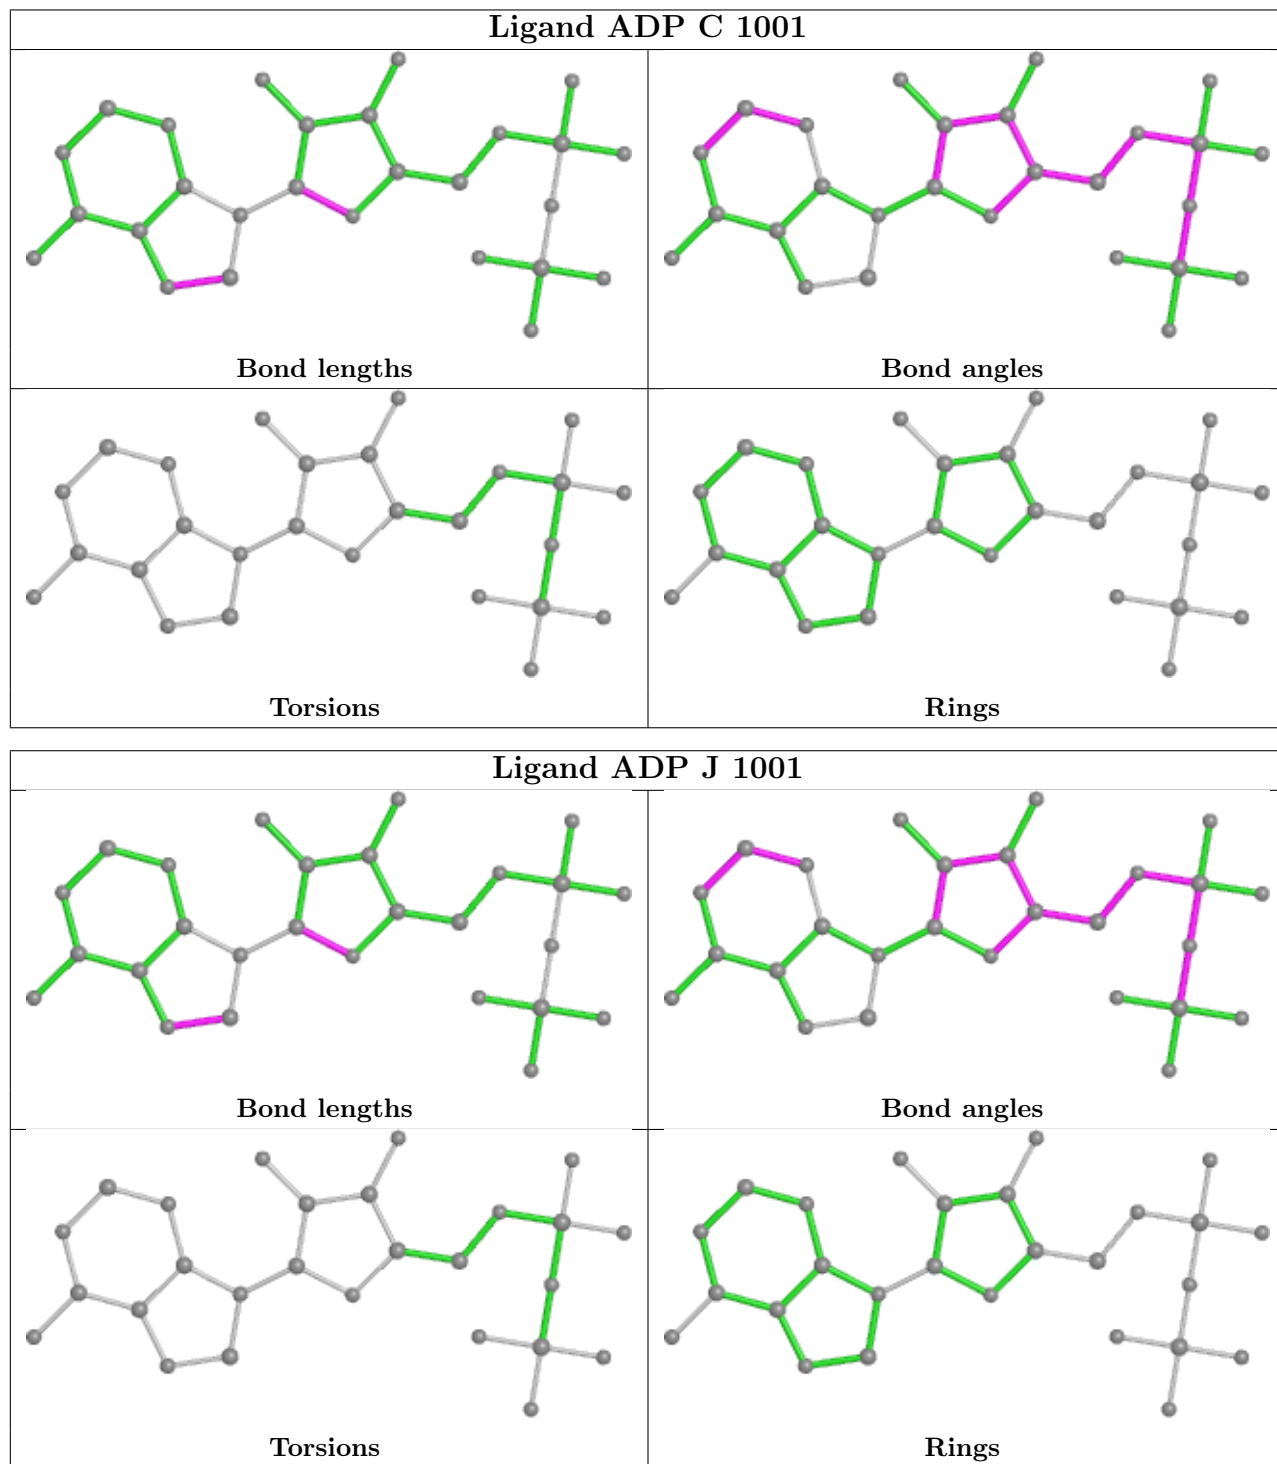 Ligand ADP C 1001
Bond lengths
Bond angles
Torsions
Rings
Ligand ADP J 1001
Bond lengths
Bond angles
Torsions
Rings